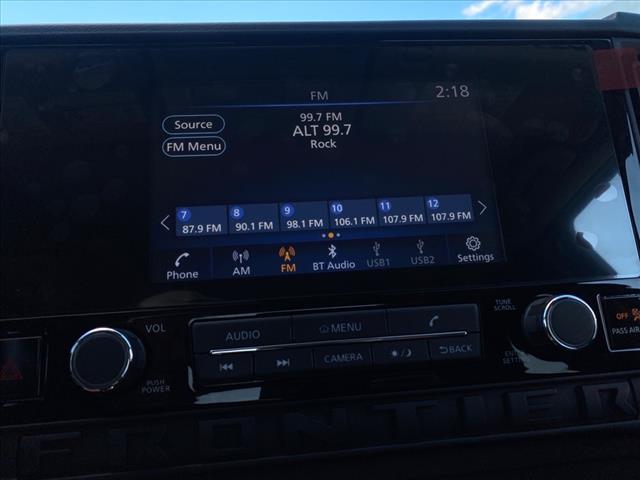 FM
2:18
99.7 FM
ALT 99.7
Rock
Source
FM Menu
7 8 9 10 11 12
87.9 FM 90.1 FM 98.1 FM 106.1 FM 107.9 FM 107.9 FM
Phone AM FM BT Audio USB1 USB2 Settings
VOL
PUSH
POWER
AUDIO MENU
CAMERA BACK
TUNE
SCROLL
OFF
PASS AIR
FRONTIER